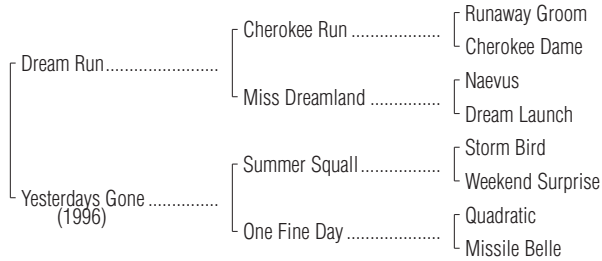 Runaway Groom
Cherokee Run ..................
Cherokee Dame
Dream Run.......................
Naevus
Miss Dreamland ..............
Dream Launch
Storm Bird
Summer Squall................
Weekend Surprise
Yesterdays Gone ..............
(1996)
Quadratic
One Fine Day ...................
Missile Belle